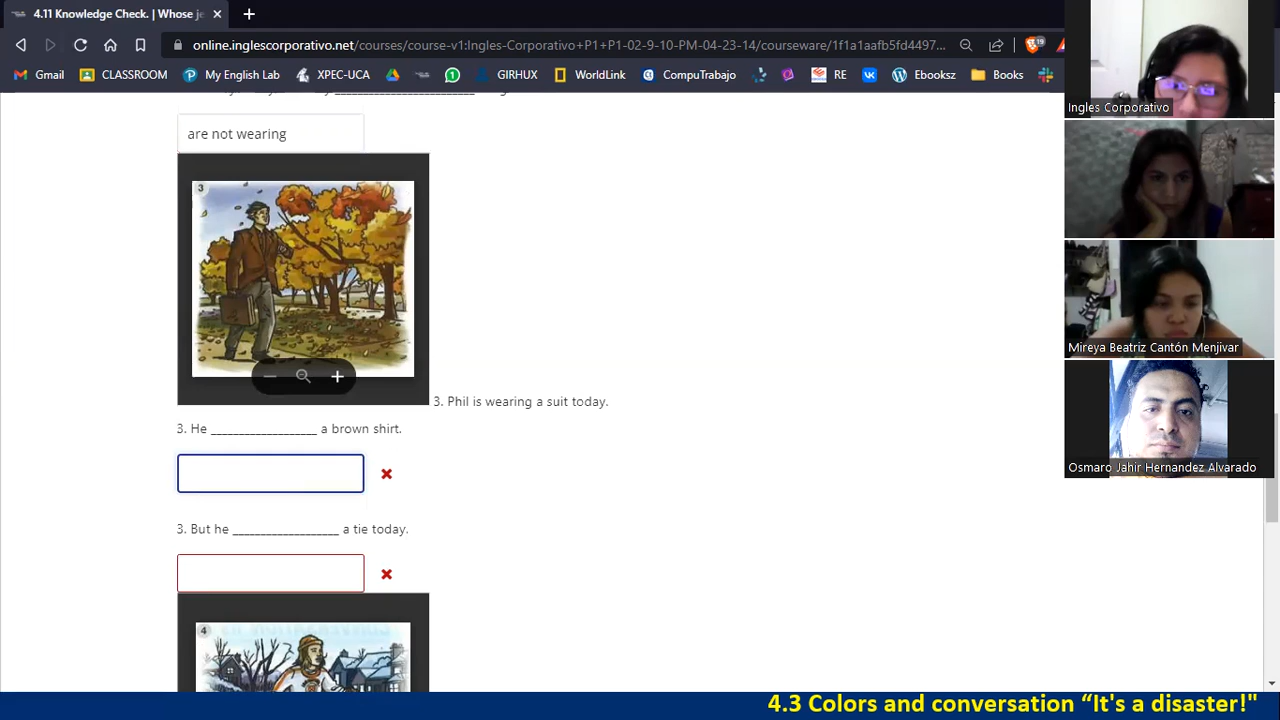 4.11 Knowledge Check. | Whose je
online.inglescorporativo.net/courses/course-v1:Ingles-Corporativo+P1+P1-02-9-10-PM-04-23-14/courseware/1f1a1aafb5fd4497...
19
Gmail CLASSROOM My English Lab XPEC-UCA GIRHUX WorldLink CompuTrabajo RE Ebooksz Books
are not wearing
3
3. Phil is wearing a suit today.
3. He ___________________ a brown shirt.
3. But he ___________________ a tie today.
4
Ingles Corporativo
Mireya Beatriz Cantón Menjivar
Osmaro Jahir Hernandez Alvarado
4.3 Colors and conversation “It's a disaster!"